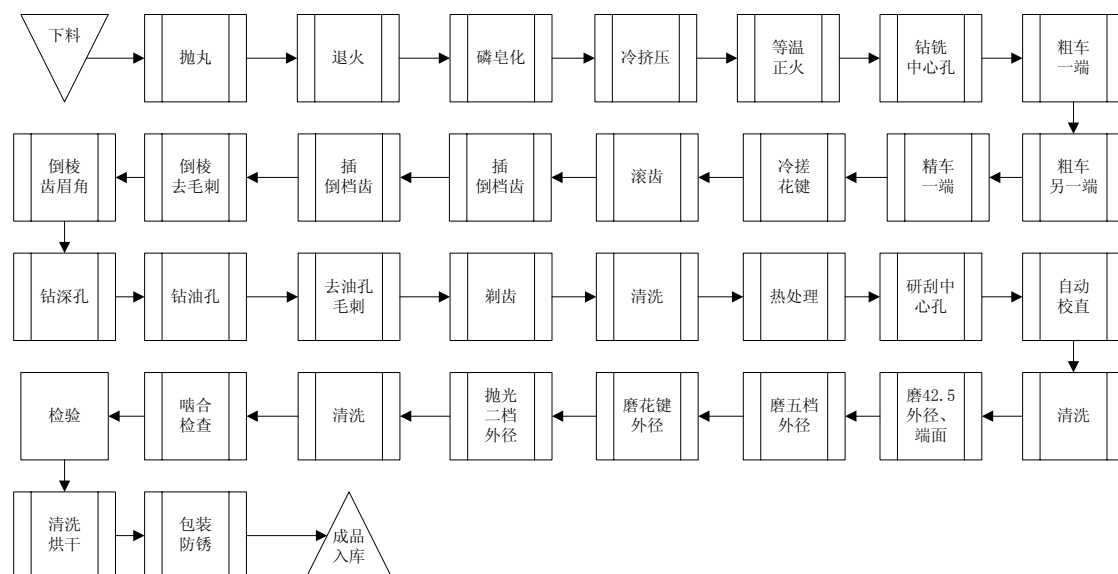 下料
抛丸
退火
磷皂化
冷挤压
等温
正火
钻铣
中心孔
粗车
一端
粗车
另一端
精车
一端
冷搓
花键
滚齿
插
倒档齿
插
倒档齿
倒棱
去毛刺
倒棱
齿眉角
钻深孔
钻油孔
去油孔
毛刺
剃齿
清洗
热处理
研刮中
心孔
自动
校直
清洗
磨42.5
外径、
端面
磨五档
外径
磨花键
外径
抛光
二档
外径
清洗
啮合
检查
检验
清洗
烘干
包装
防锈
成品
入库